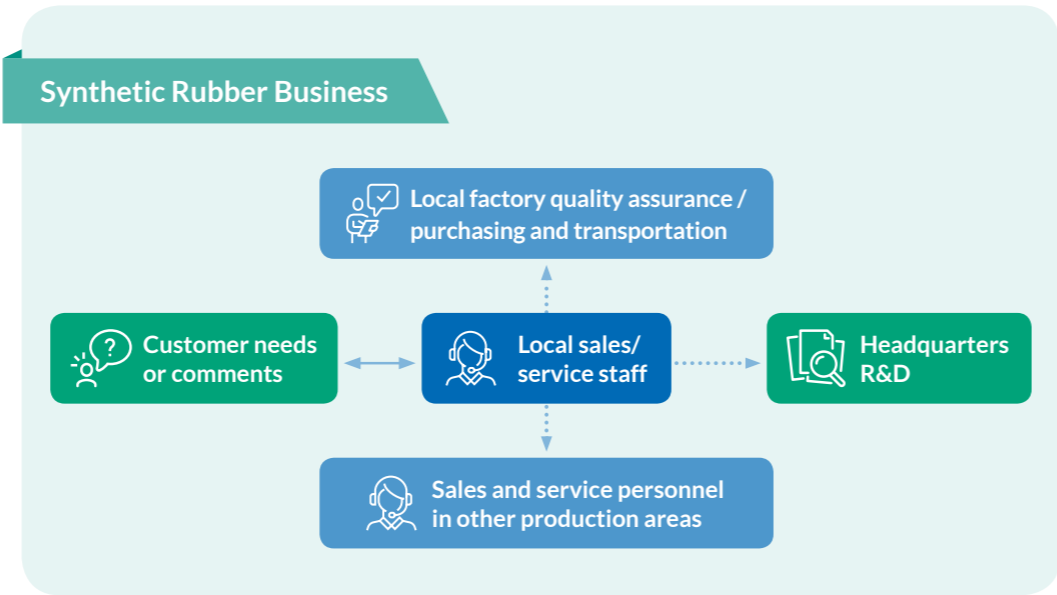 Synthetic Rubber Business
Local factory quality assurance /
purchasing and transportation
?
Customer needs
or comments
Local sales/
service staff
Headquarters
R&D
Sales and service personnel
in other production areas